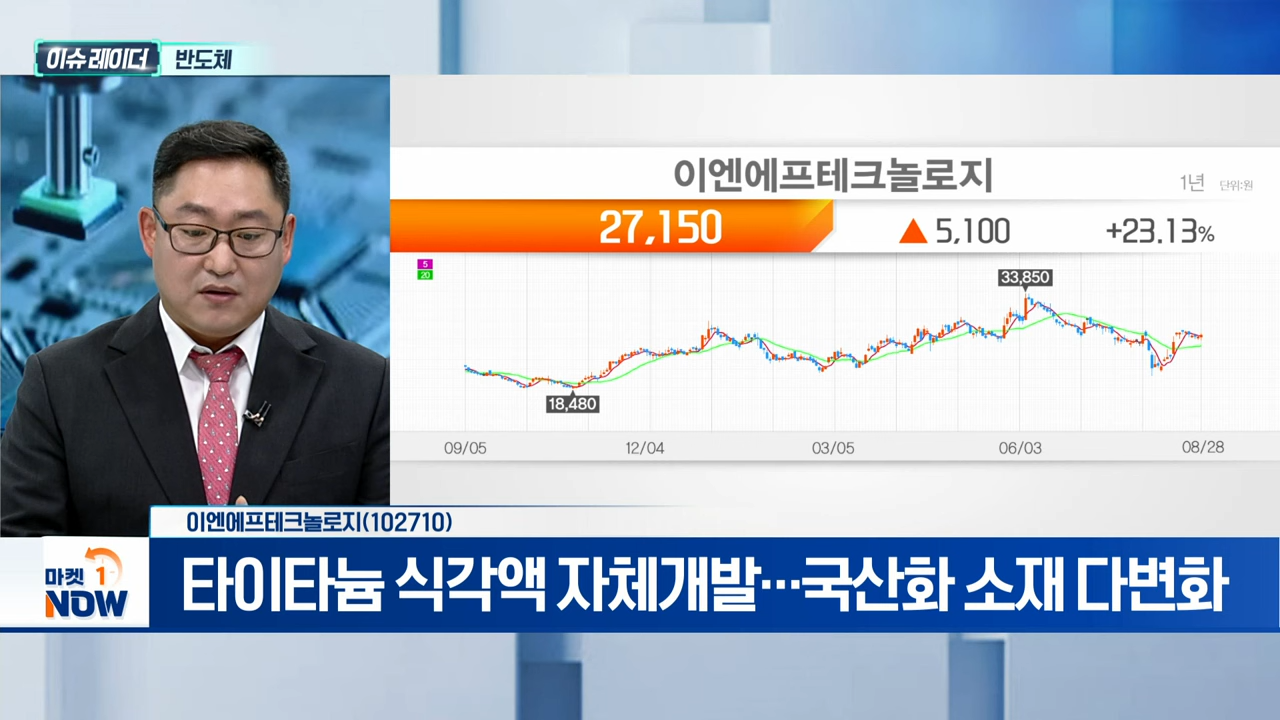 이슈 레이더 반도체
이엔에프테크놀로지
1년 단위:원
27,150 ▲ 5,100 +23.13%
5
20
33,850
18,480
09/05 12/04 03/05 06/03 08/28
이엔에프테크놀로지(102710)
마켓 1
NOW
타이타늄 식각액 자체개발…국산화 소재 다변화